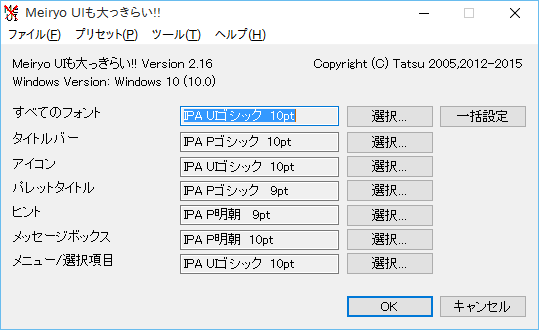 Meiryo UIも大っきらい!!
ファイル(F) プリセット(P) ツール(T) ヘルプ(H)
Meiryo UIも大っきらい!! Version 2.16 Copyright (C) Tatsu 2005,2012-2015
Windows Version: Windows 10 (10.0)
すべてのフォント IPA UIゴシック 10pt 選択... 一括設定
タイトルバー IPA Pゴシック 10pt 選択...
アイコン IPA UIゴシック 10pt 選択...
パレットタイトル IPA Pゴシック 9pt 選択...
ヒント IPA P明朝 9pt 選択...
メッセージボックス IPA P明朝 10pt 選択...
メニュー/選択項目 IPA UIゴシック 10pt 選択...
OK キャンセル